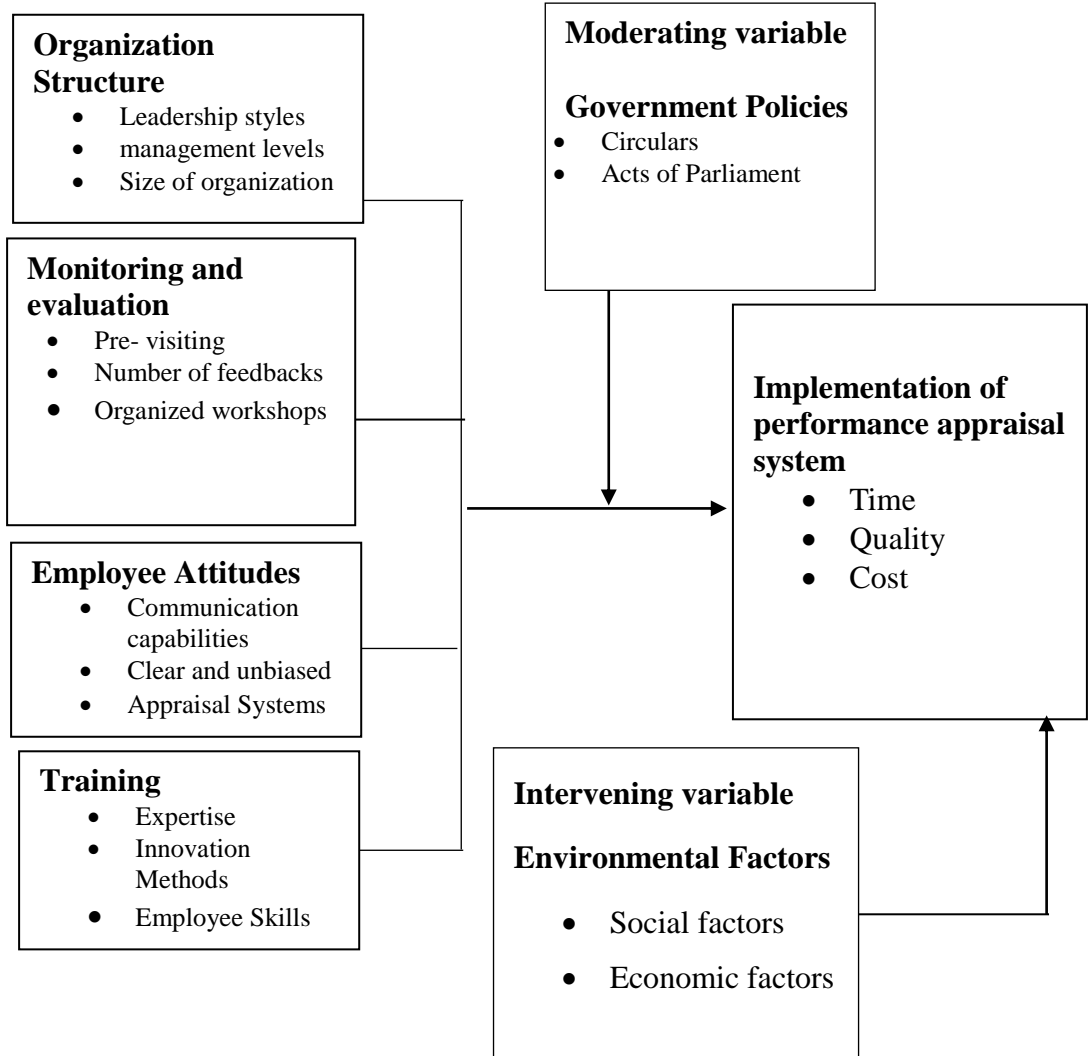 Organization
Structure
• Leadership styles
• management levels
• Size of organization
Monitoring and
evaluation
• Pre- visiting
• Number of feedbacks
• Organized workshops
Employee Attitudes
• Communication
capabilities
• Clear and unbiased
• Appraisal Systems
Training
• Expertise
• Innovation
Methods
• Employee Skills
Moderating variable
Government Policies
• Circulars
• Acts of Parliament
Implementation of
performance appraisal
system
• Time
• Quality
• Cost
Intervening variable
Environmental Factors
• Social factors
• Economic factors